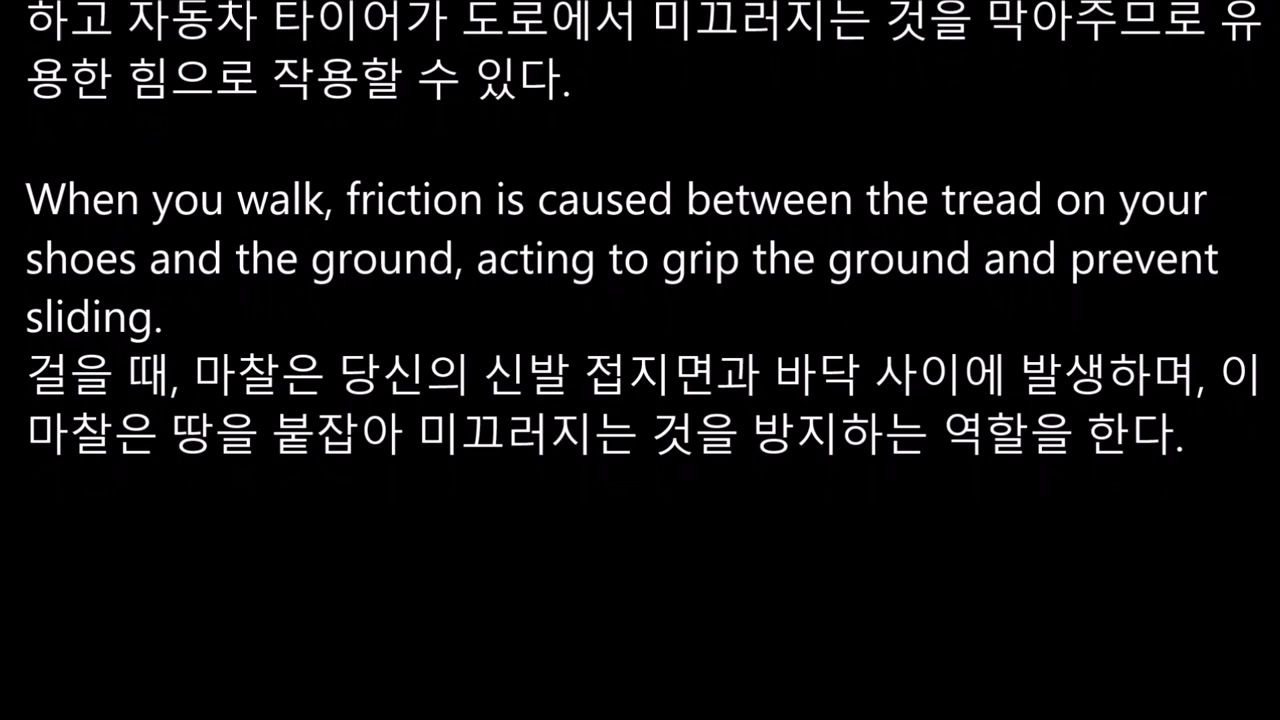 하고 자동차 타이어가 도로에서 미끄러지는 것을 막아주므로 유
용한 힘으로 작용할 수 있다.
When you walk, friction is caused between the tread on your
shoes and the ground, acting to grip the ground and prevent
sliding.
걸을 때, 마찰은 당신의 신발 접지면과 바닥 사이에 발생하며, 이
마찰은 땅을 붙잡아 미끄러지는 것을 방지하는 역할을 한다.